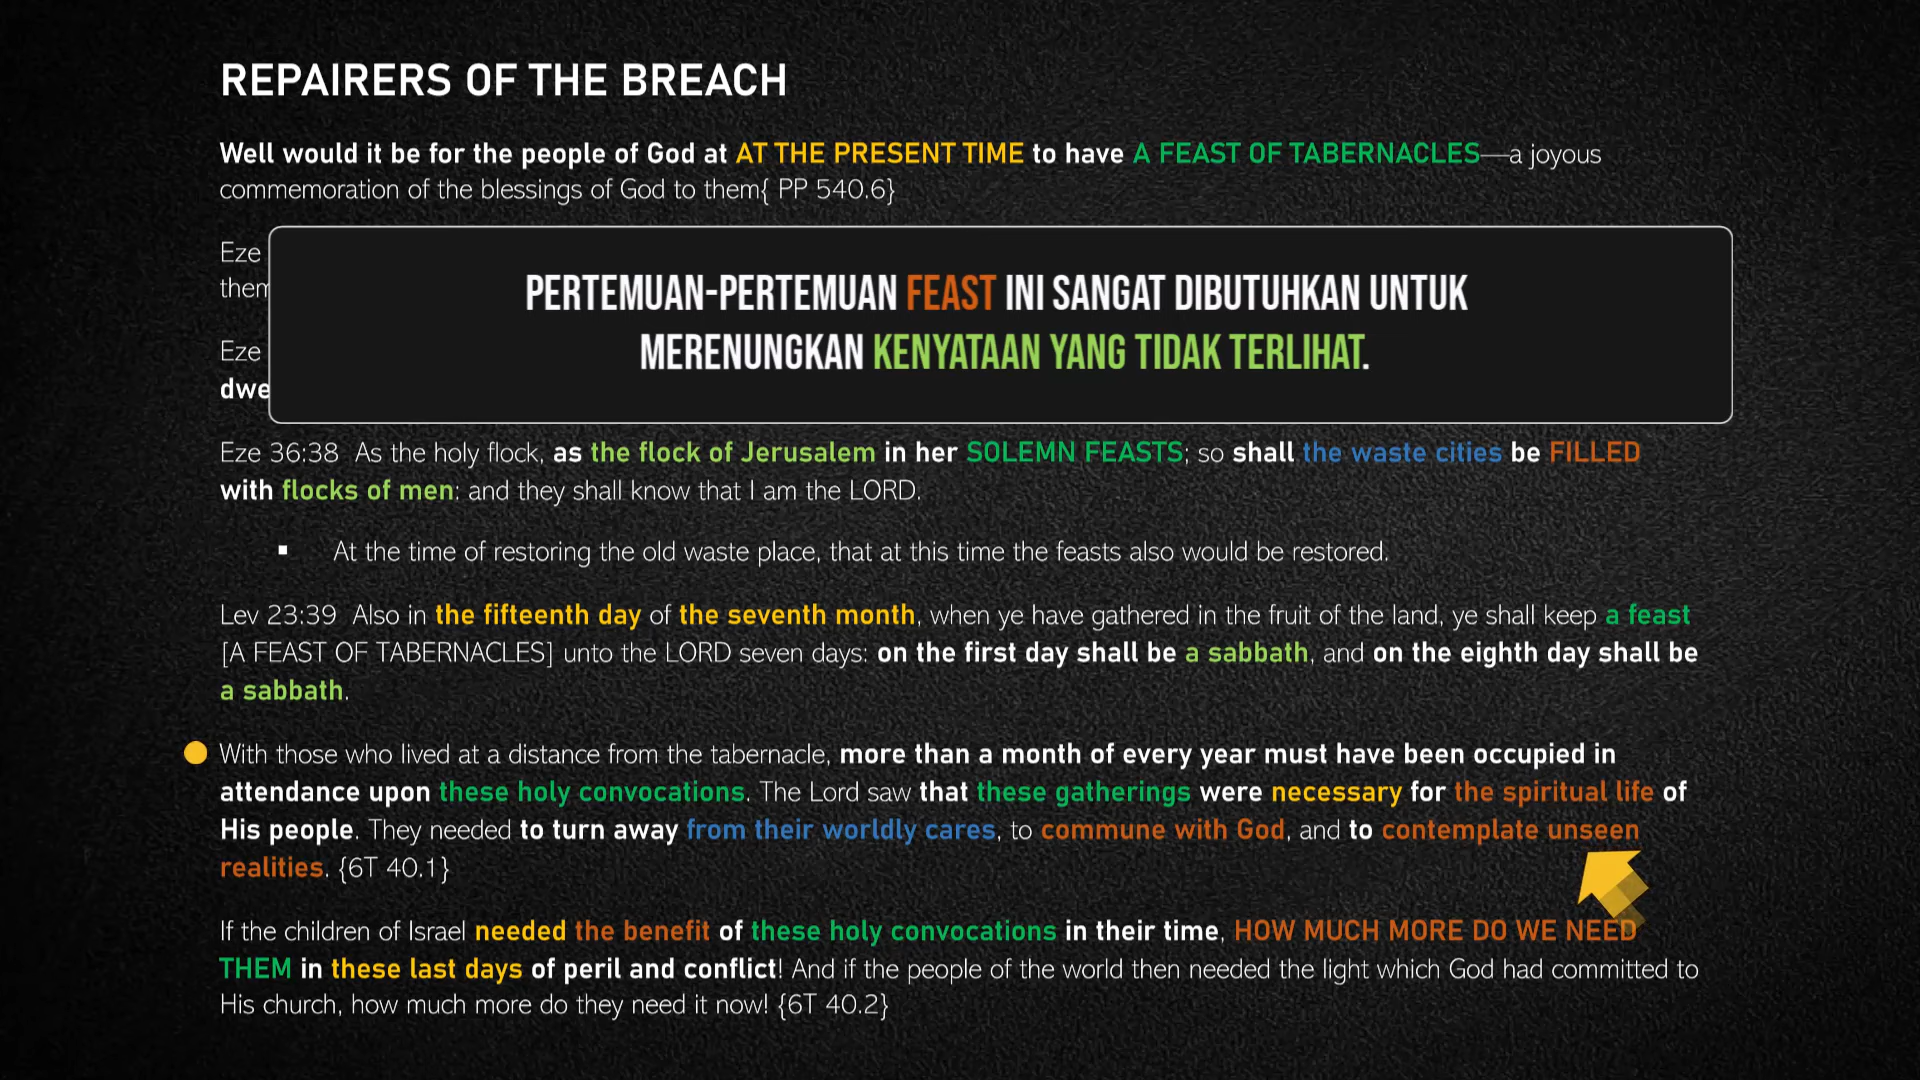 REPAIRERS OF THE BREACH
Well would it be for the people of God at AT THE PRESENT TIME to have A FEAST OF TABERNACLES—a joyous
commemoration of the blessings of God to them{ PP 540.6}
Eze
them
PERTEMUAN-PERTEMUAN FEAST INI SANGAT DIBUTUHKAN UNTUK
MERENUNGKAN KENYATAAN YANG TIDAK TERLIHAT.
Eze
dwe
Eze 36:38 As the holy flock, as the flock of Jerusalem in her SOLEMN FEASTS; so shall the waste cities be FILLED
with flocks of men: and they shall know that I am the LORD.
▪ At the time of restoring the old waste place, that at this time the feasts also would be restored.
Lev 23:39 Also in the fifteenth day of the seventh month, when ye have gathered in the fruit of the land, ye shall keep a feast
[A FEAST OF TABERNACLES] unto the LORD seven days: on the first day shall be a sabbath, and on the eighth day shall be
a sabbath.
With those who lived at a distance from the tabernacle, more than a month of every year must have been occupied in
attendance upon these holy convocations. The Lord saw that these gatherings were necessary for the spiritual life of
His people. They needed to turn away from their worldly cares, to commune with God, and to contemplate unseen
realities. {6T 40.1}
If the children of Israel needed the benefit of these holy convocations in their time, HOW MUCH MORE DO WE NEED
THEM in these last days of peril and conflict! And if the people of the world then needed the light which God had committed to
His church, how much more do they need it now! {6T 40.2}